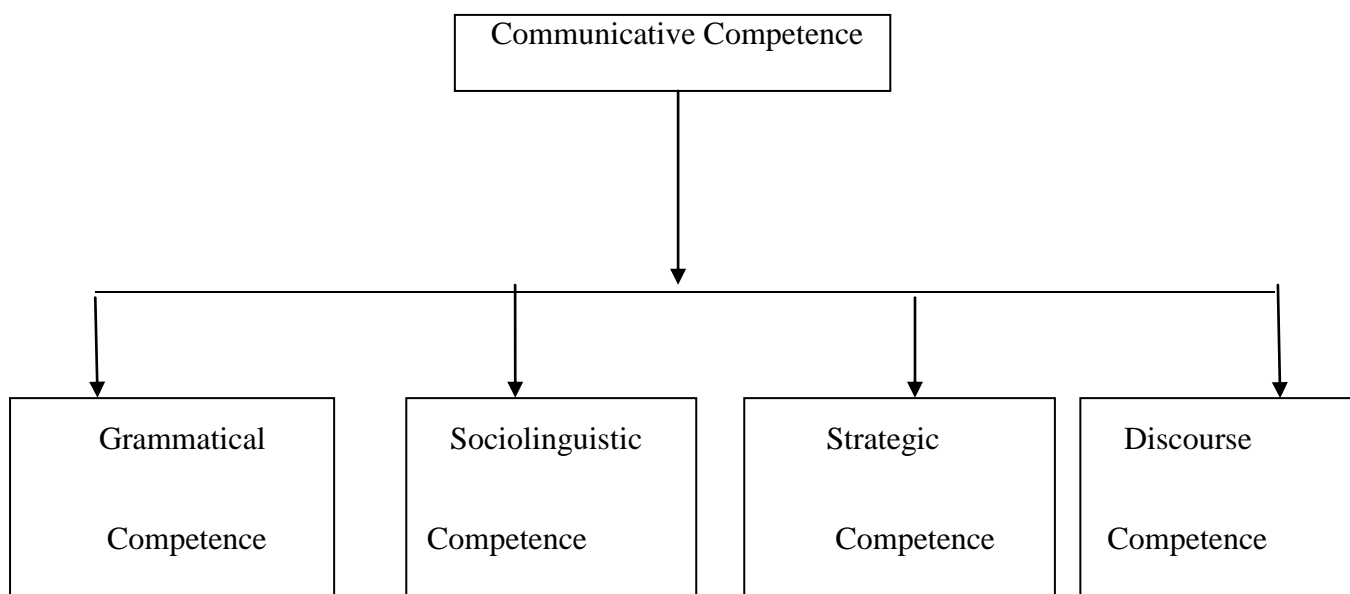 Communicative Competence
Grammatical
Competence
Sociolinguistic
Competence
Strategic
Competence
Discourse
Competence